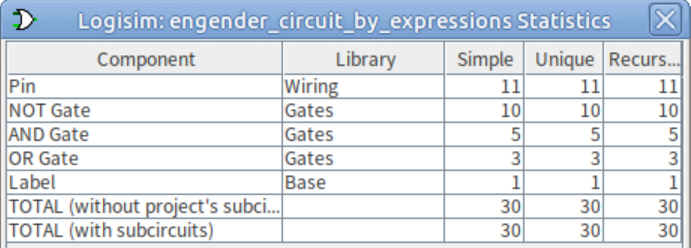 Logisim: engender_circuit_by_expressions Statistics
Component Library Simple Unique Recurs...
Pin Wiring 11 11 11
NOT Gate Gates 10 10 10
AND Gate Gates 5 5 5
OR Gate Gates 3 3 3
Label Base 1 1 1
TOTAL (without project's subci... 30 30 30
TOTAL (with subcircuits) 30 30 30